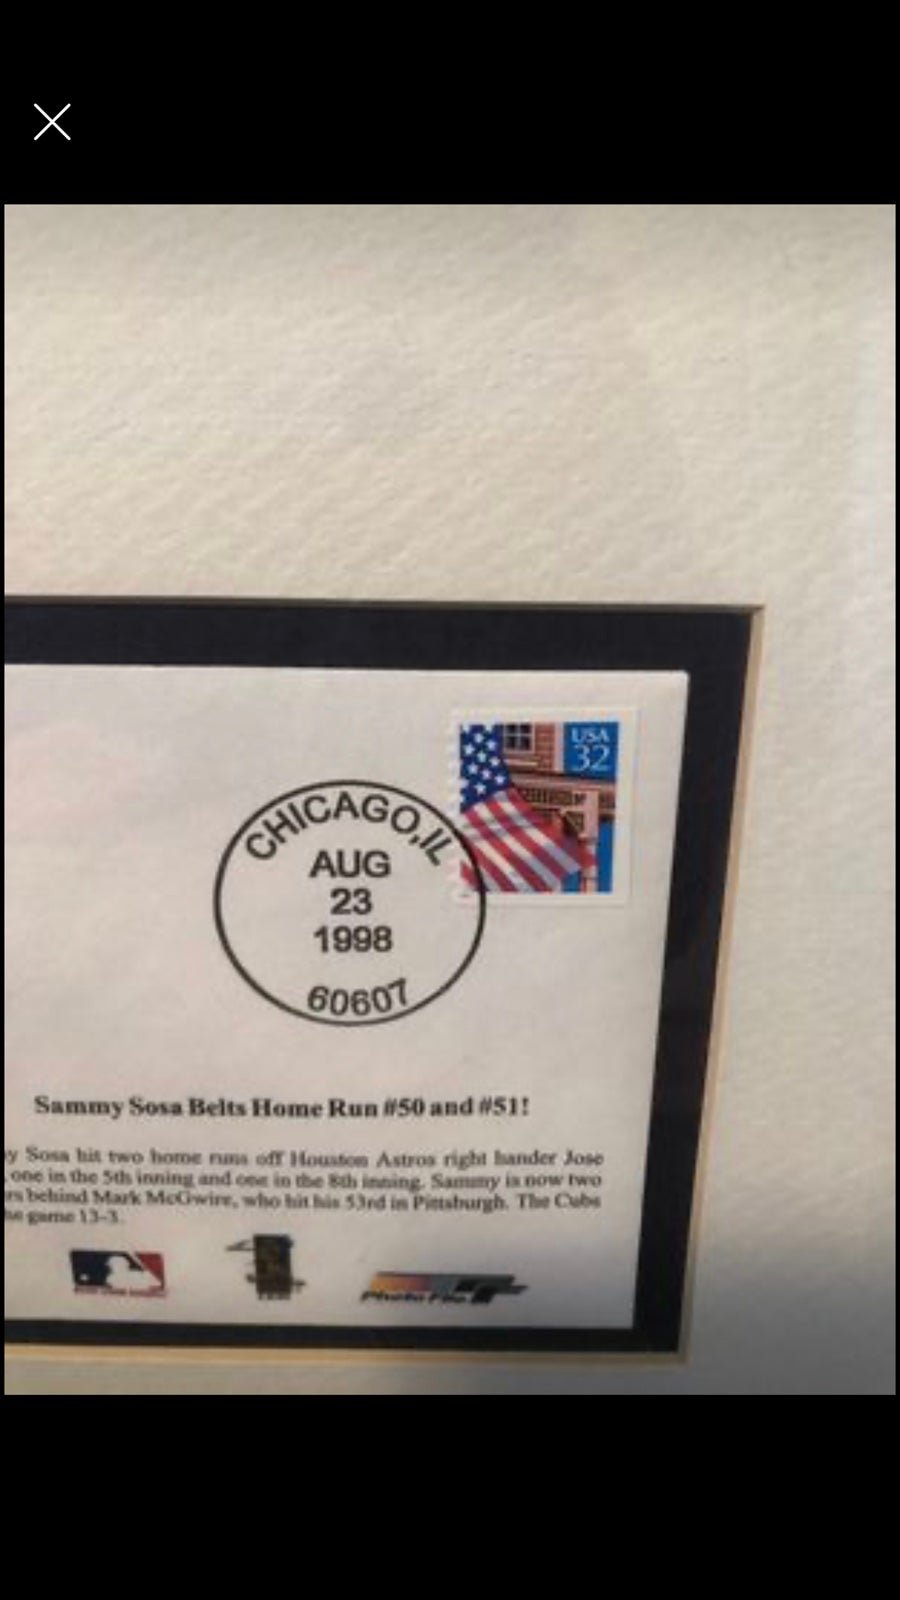 USA
32
CHICAGO, IL
AUG
23
1998
60607
Sammy Sosa Belts Home Run #50 and #51!
Sosa hit two home runs off Houston Astros right hander Jose
one in the 5th inning and one in the 8th inning. Sammy is now two
behind Mark McGwire, who hit his 53rd in Pittsburgh. The Cubs
game 13-3.
Photo File